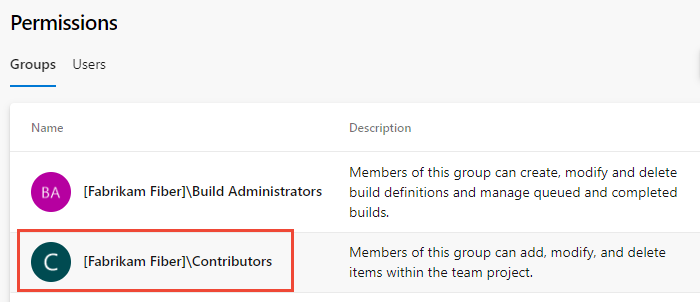 Permissions
Groups Users
Name Description
BA [Fabrikam Fiber]\Build Administrators
Members of this group can create, modify and delete
build definitions and manage queued and completed
builds.
C [Fabrikam Fiber]\Contributors
Members of this group can add, modify, and delete
items within the team project.